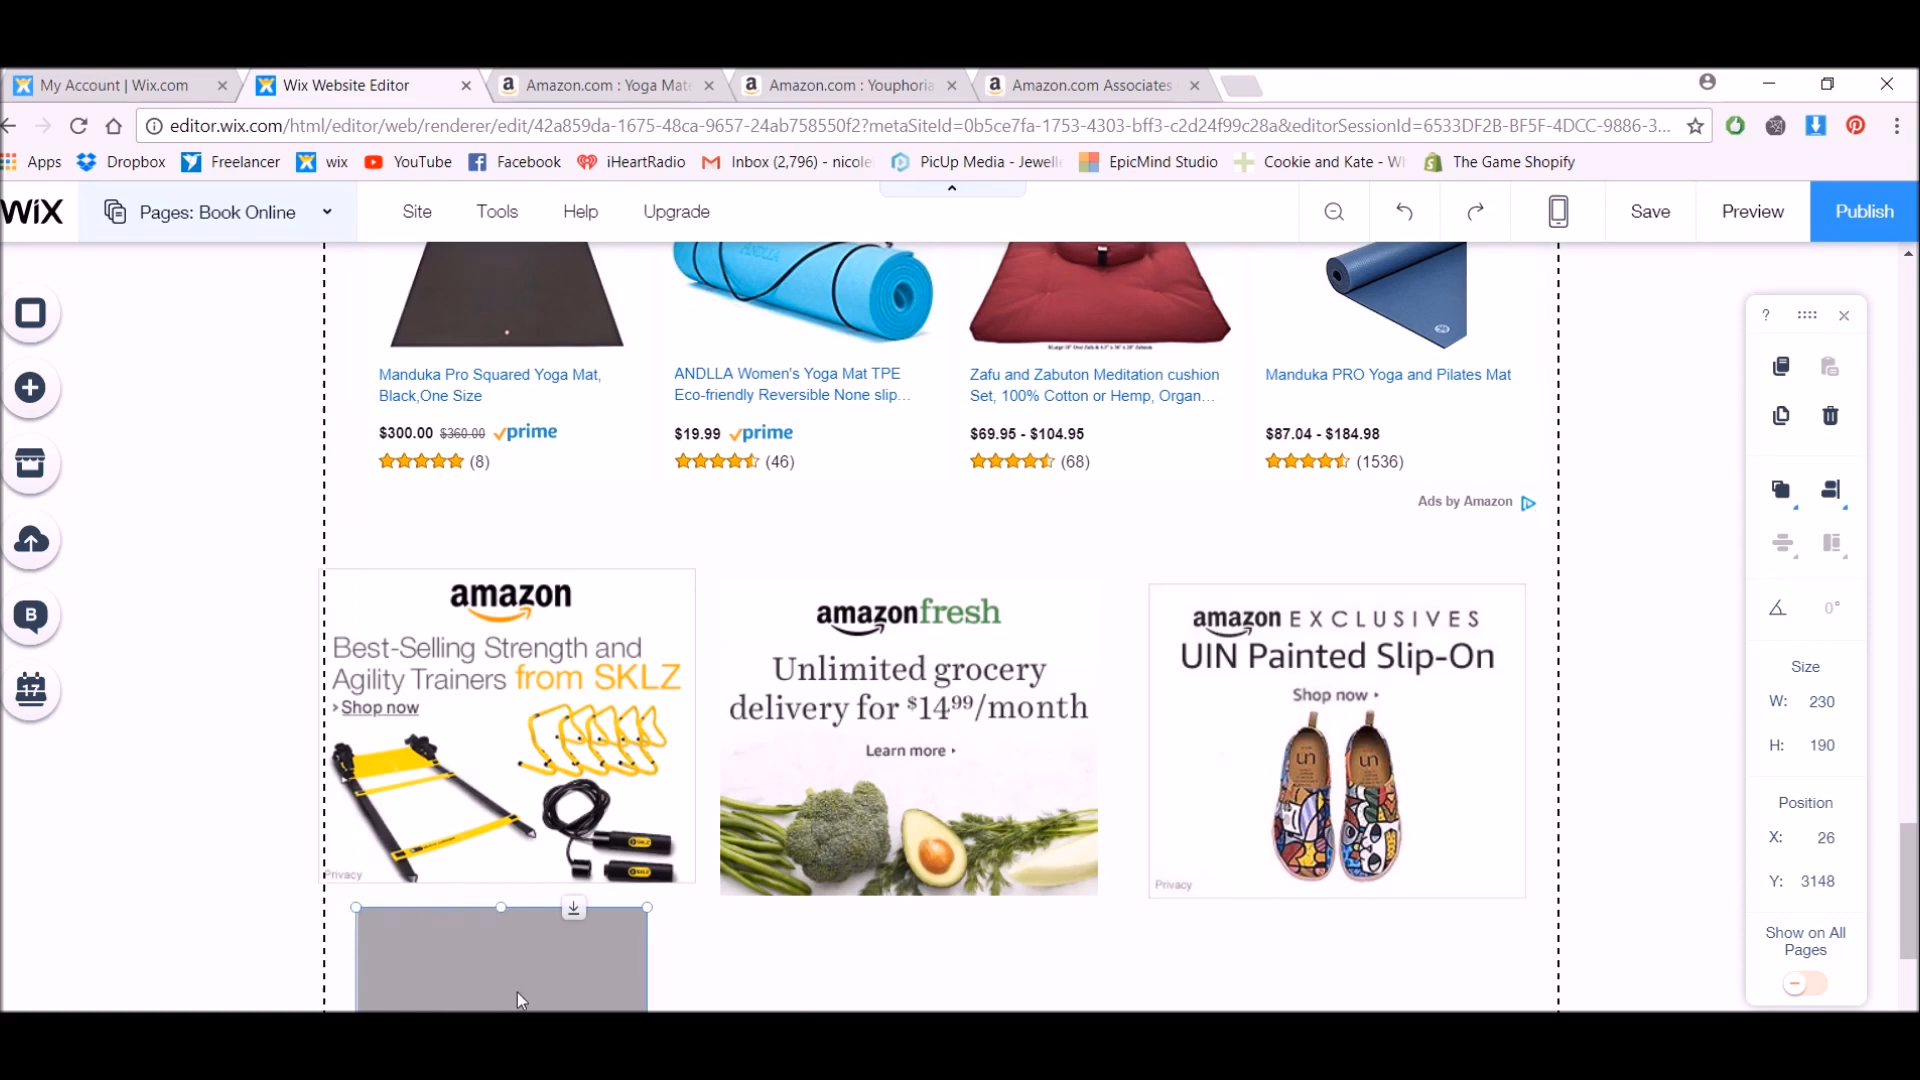 My Account | Wix.com
Wix Website Editor
Amazon.com : Yoga Mat
Amazon.com : Youphoria
Amazon.com Associates
editor.wix.com/html/editor/web/renderer/edit/42a859da-1675-48ca-9657-24ab758550f2?metaSiteId=0b5ce7fa-1753-4303-bff3-c2d24f99c28a&editorSessionId=6533DF2B-BF5F-4DCC-9886-3...
Apps
Dropbox
Freelancer
wix
YouTube
Facebook
iHeartRadio
Inbox (2,796) - nicole
PicUp Media - Jewell
EpicMind Studio
Cookie and Kate - W
The Game Shopify
WiX
Pages: Book Online
Site
Tools
Help
Upgrade
Save
Preview
Publish
ANDLLA
Manduka Pro Squared Yoga Mat,
Black,One Size
$300.00 $360.00 prime
(8)
ANDLLA Women's Yoga Mat TPE
Eco-friendly Reversible None slip...
$19.99 prime
(46)
Zafu and Zabuton Meditation cushion
Set, 100% Cotton or Hemp, Organ...
$69.95 - $104.95
(68)
Manduka PRO Yoga and Pilates Mat
$87.04 - $184.98
(1536)
Ads by Amazon
amazon
Best-Selling Strength and
Agility Trainers from SKLZ
›Shop now
SKLZ
SKLZ
Privacy
amazonfresh
Unlimited grocery
delivery for $14⁹⁹/month
Learn more ›
amazon EXCLUSIVES
UIN Painted Slip-On
Shop now ›
un
un
Privacy
B
17
?
0°
Size
W: 230
H: 190
Position
X: 26
Y: 3148
Show on All
Pages